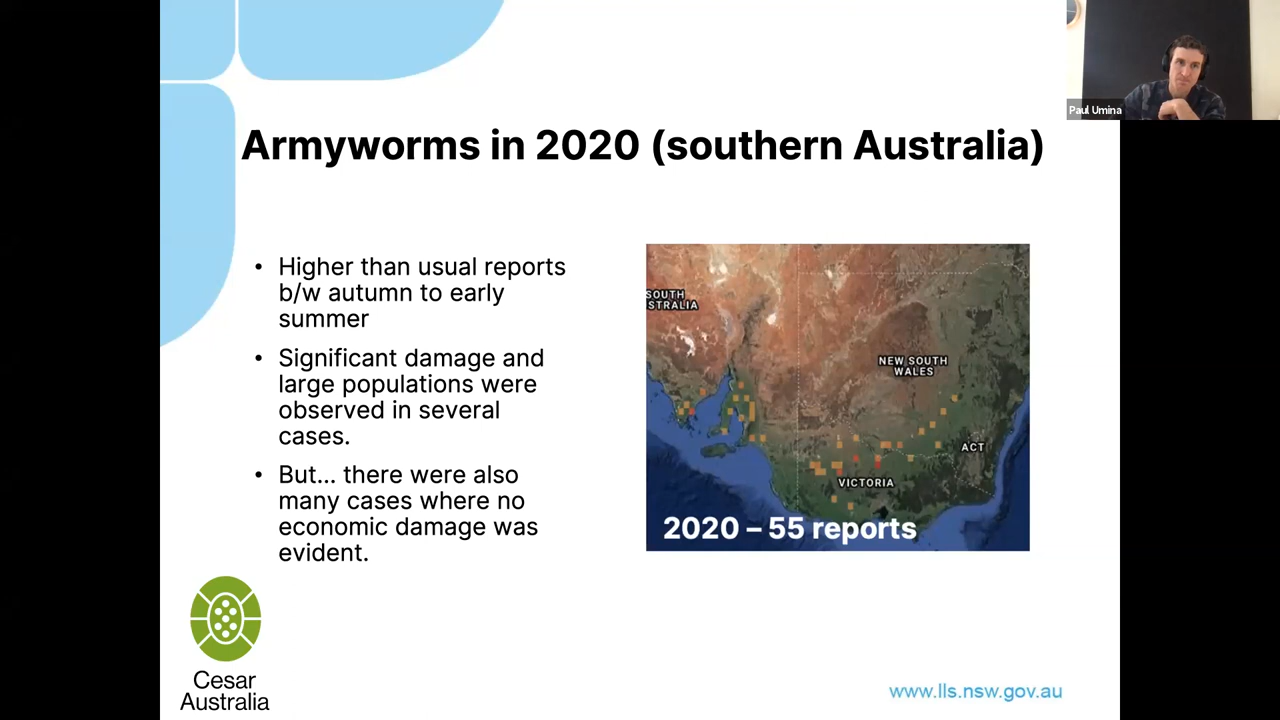 Paul Umina
Armyworms in 2020 (southern Australia)
• Higher than usual reports
b/w autumn to early
summer
• Significant damage and
large populations were
observed in several
cases.
• But... there were also
many cases where no
economic damage was
evident.
SOUTH
STRALIA
NEW SOUTH
WALES
ACT
VICTORIA
2020 – 55 reports
Cesar
Australia
www.lls.nsw.gov.au